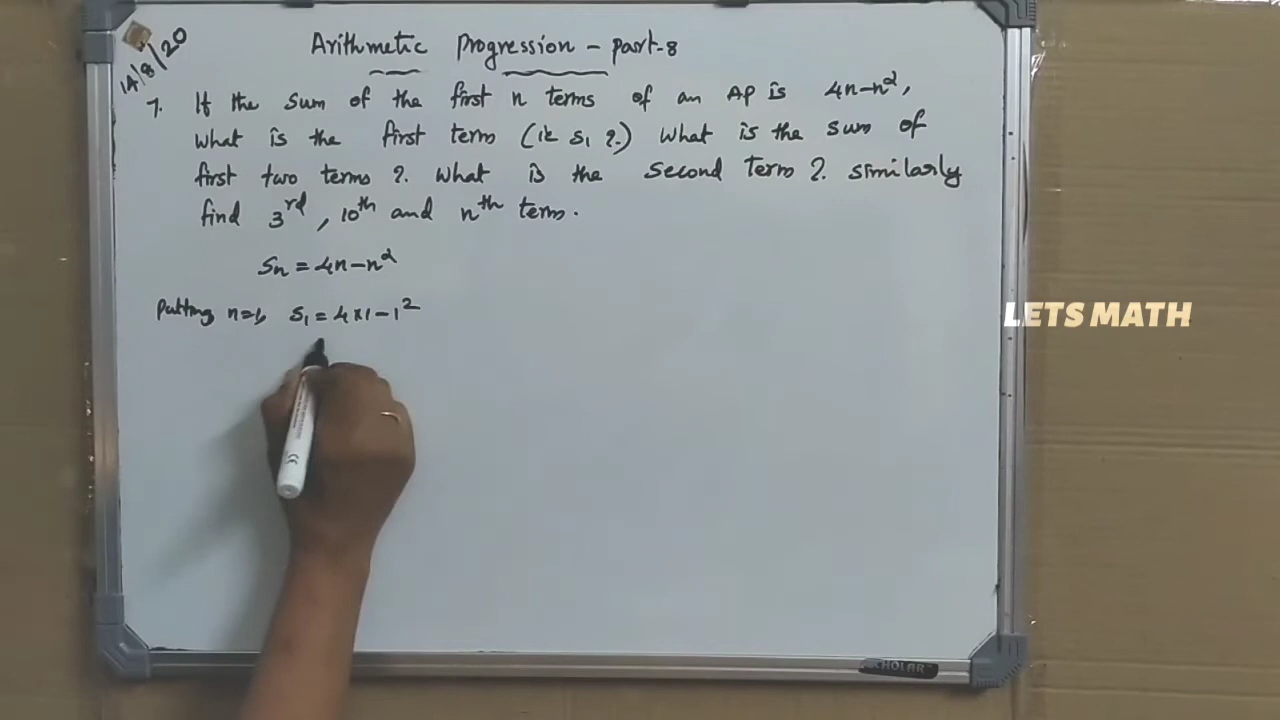 14/8/20
Arithmetic Progression - part-8
7. If the sum of the first n terms of an AP is 4n-n²,
what is the first term (ie S₁ ?.) What is the sum of
first two terms ?. What is the second term ?. similarly
find 3rd, 10th and nth term.
Sn = 4n-n²
Putting n=1, S₁ = 4×1-1²
LETS MATH
SCHOLAR